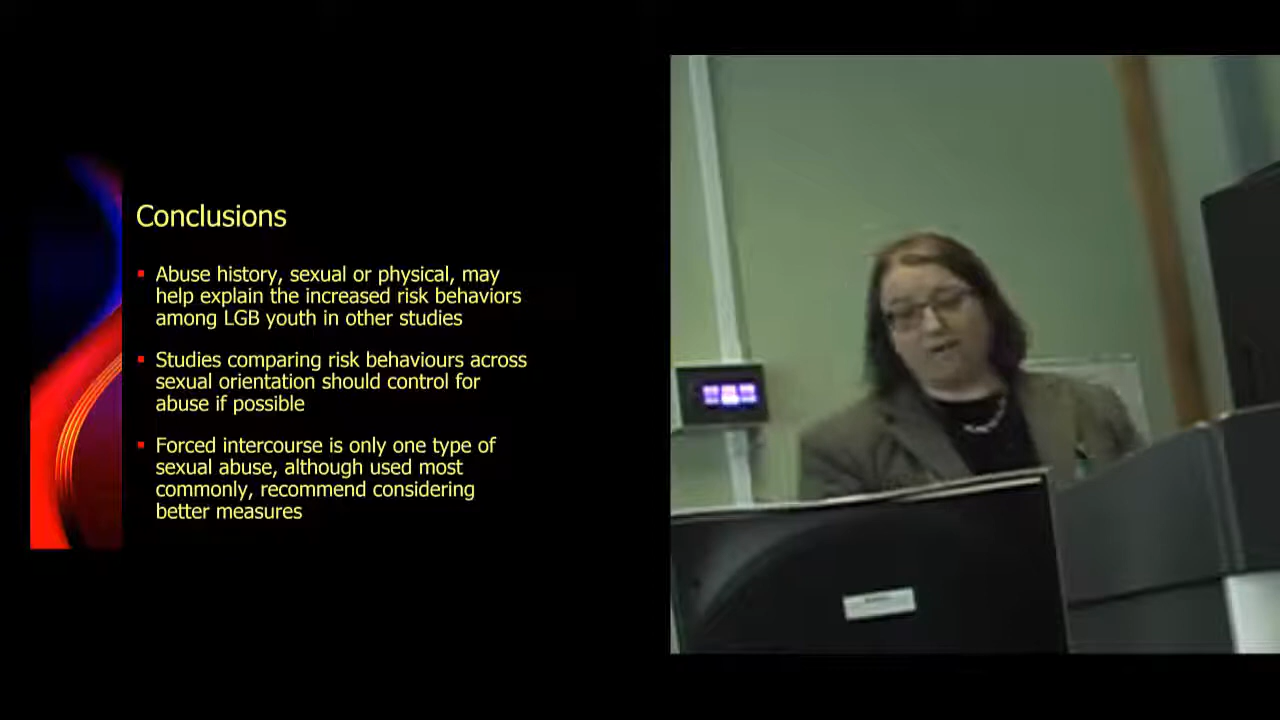 Conclusions
Abuse history, sexual or physical, may
help explain the increased risk behaviors
among LGB youth in other studies
Studies comparing risk behaviours across
sexual orientation should control for
abuse if possible
Forced intercourse is only one type of
sexual abuse, although used most
commonly, recommend considering
better measures